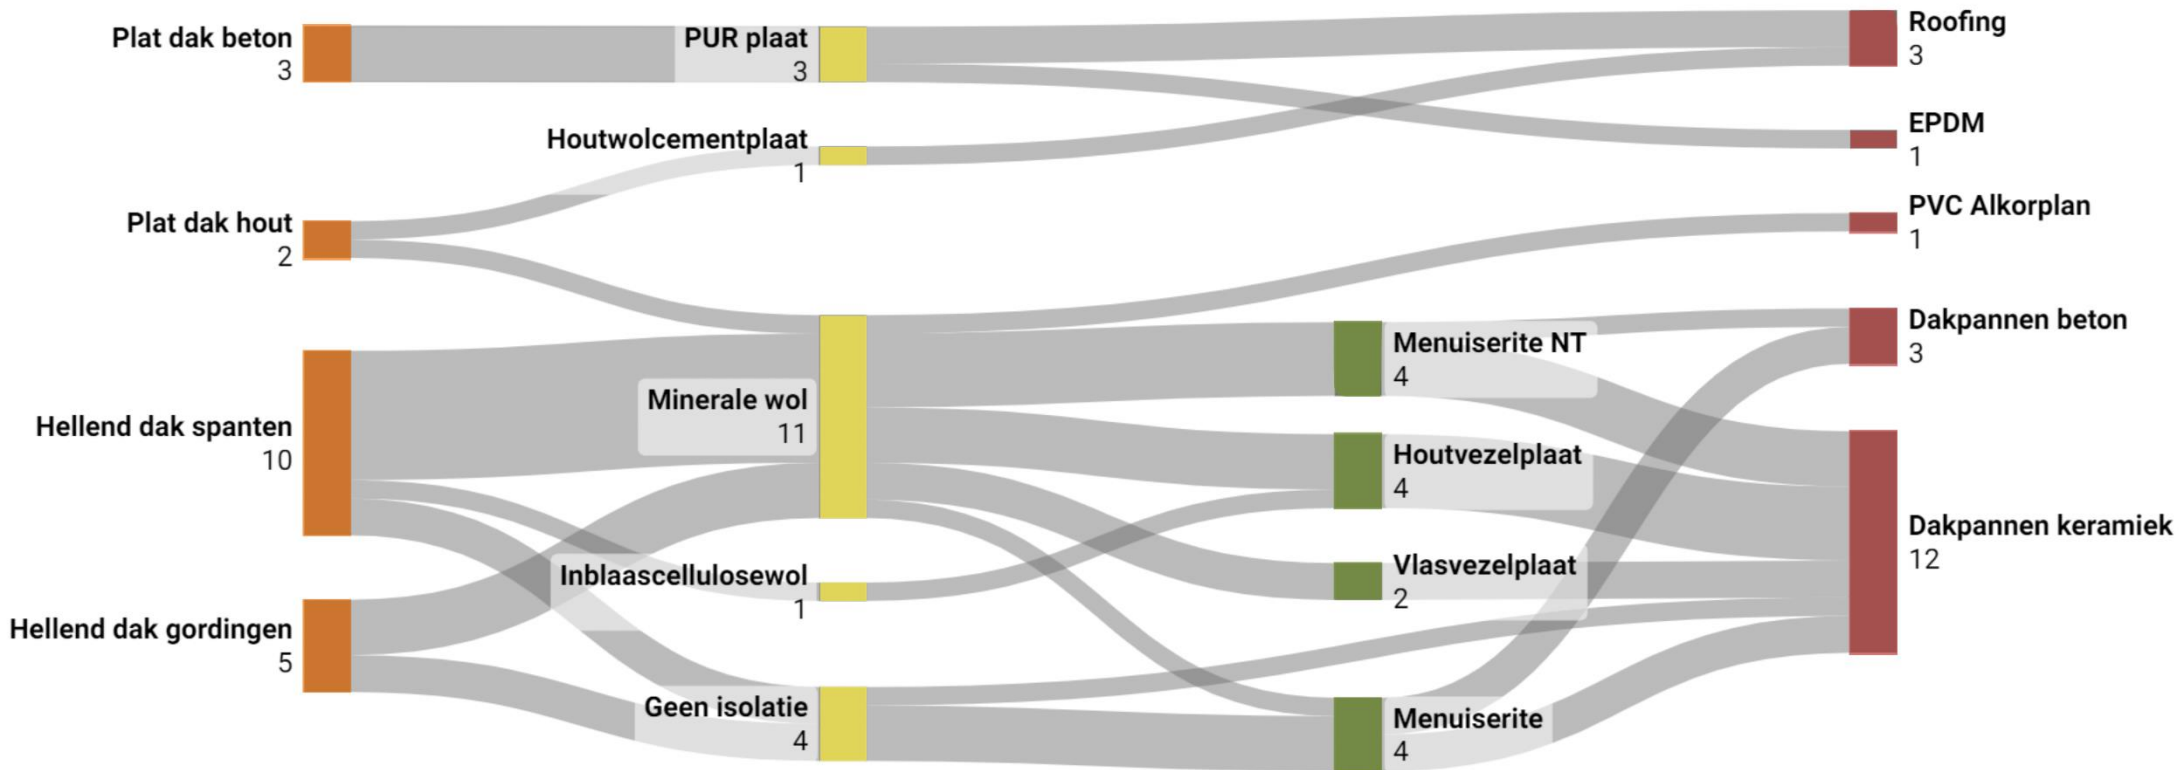 Plat dak beton
3
Plat dak hout
2
Hellend dak spanten
10
Hellend dak gordingen
5
PUR plaat
3
Houtwolcementplaat
1
Minerale wol
11
Inblaascellulosewol
1
Geen isolatie
4
Menuiserite NT
4
Houtvezelplaat
4
Vlasvezelplaat
2
Menuiserite
4
Roofing
3
EPDM
1
PVC Alkorplan
1
Dakpannen beton
3
Dakpannen keramiek
12